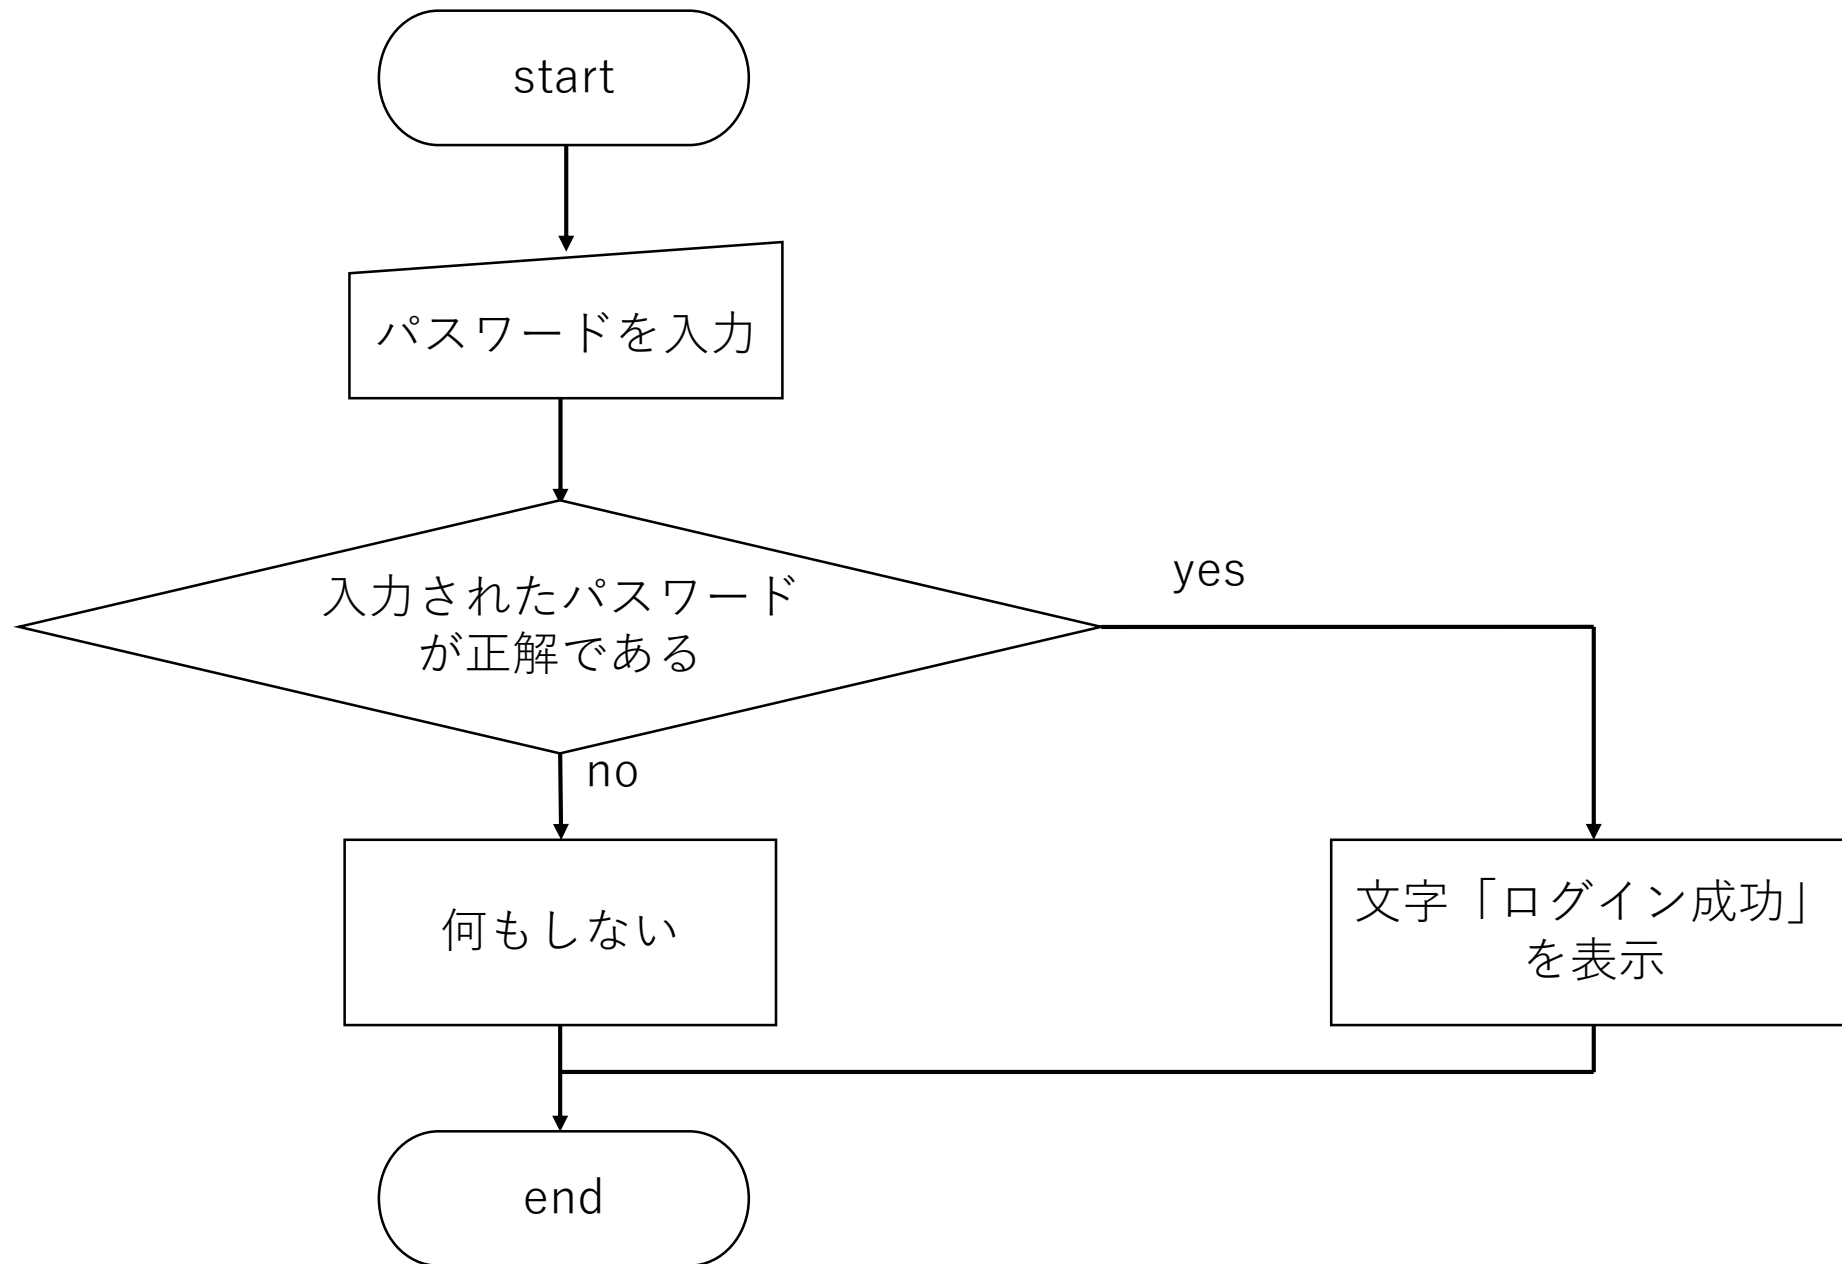 start
パスワードを入力
入力されたパスワード
が正解である
yes
no
何もしない
文字「ログイン成功」
を表示
end